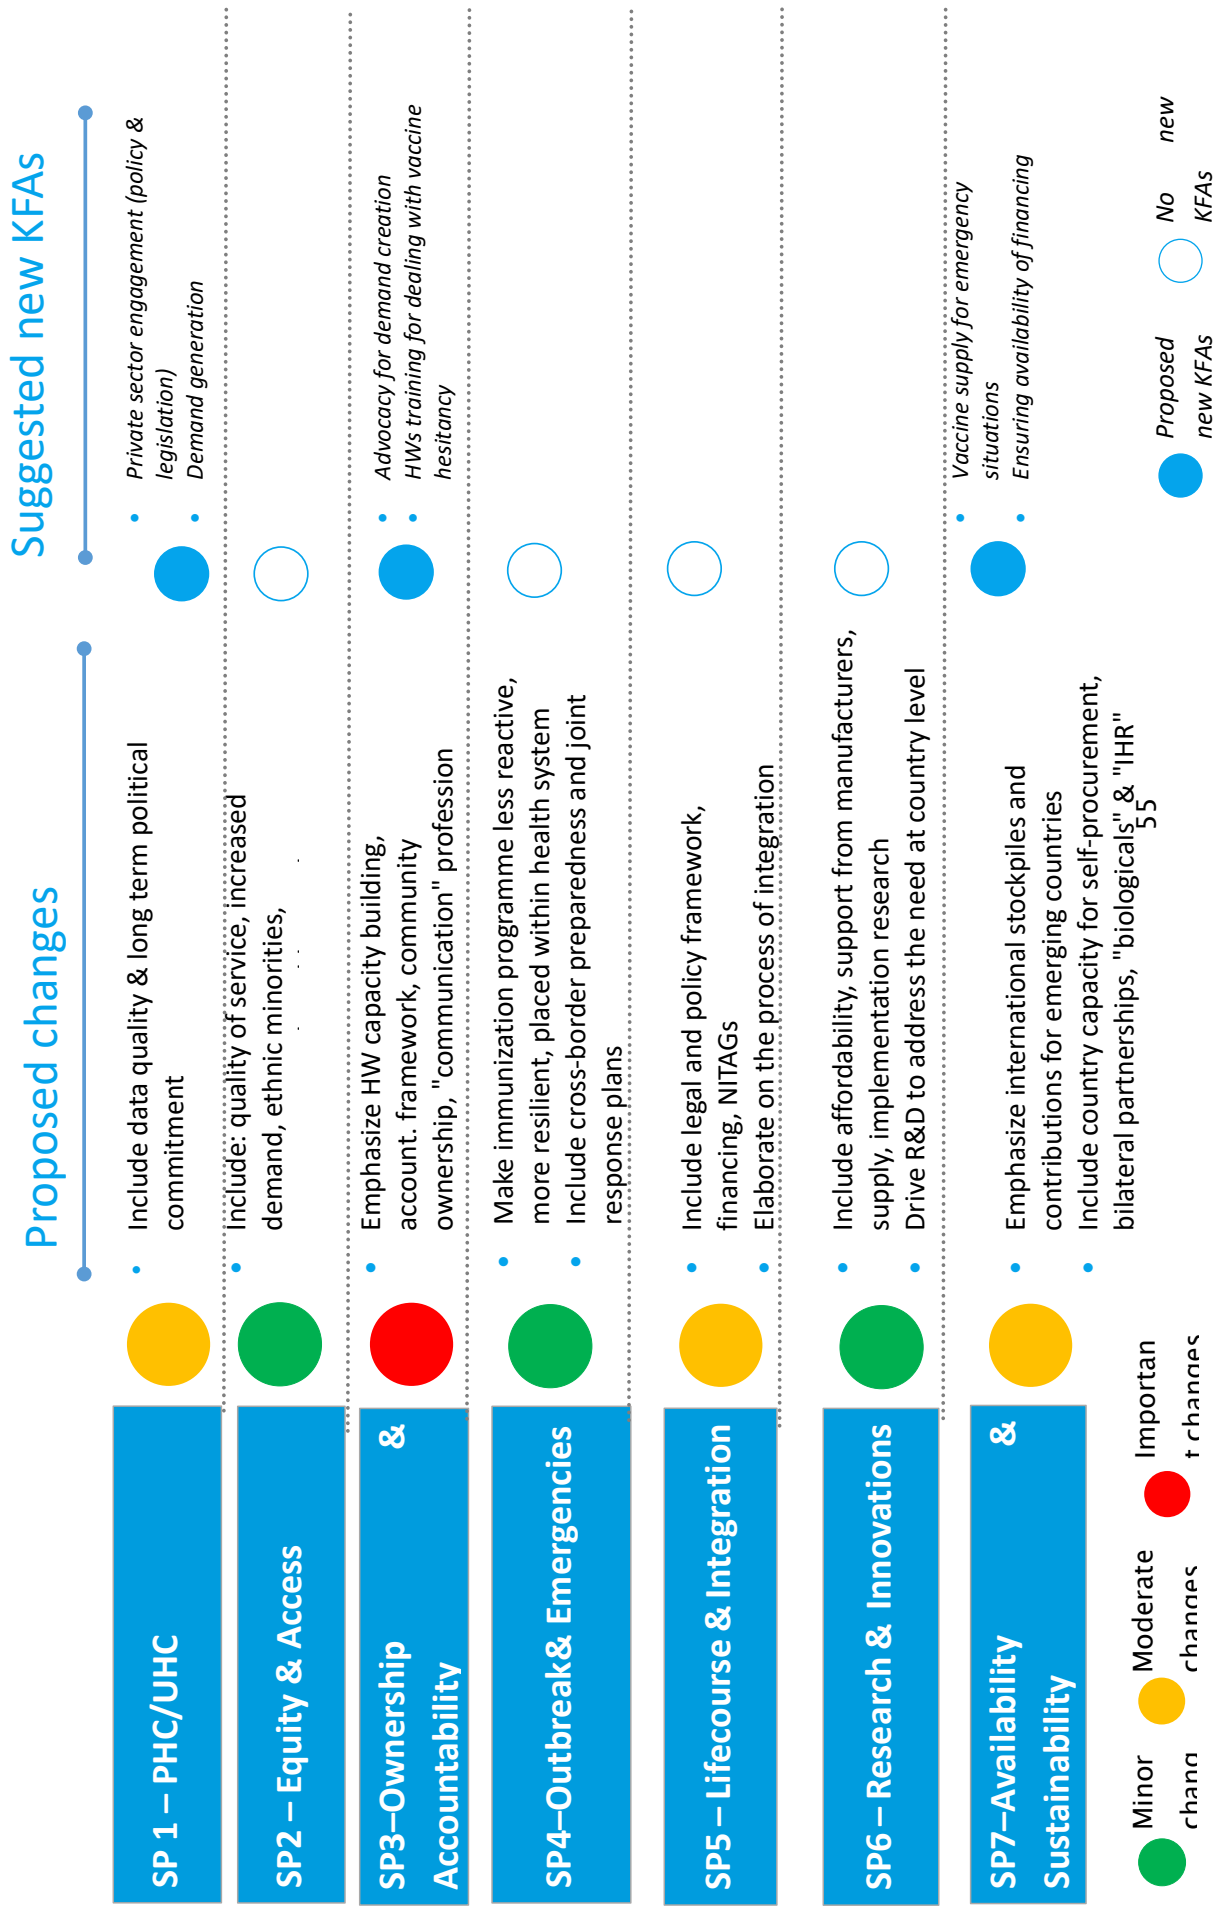 Proposed changes
Suggested new KFAs
SP 1 – PHC/UHC
Include data quality & long term political
commitment
Private sector engagement (policy &
legislation)
Demand generation
SP2 – Equity & Access
Include: quality of service, increased
demand, ethnic minorities,
SP3–Ownership &
Accountability
Emphasize HW capacity building,
account. framework, community
ownership, "communication" profession
Advocacy for demand creation
HWs training for dealing with vaccine
hesitancy
SP4–Outbreak& Emergencies
Make immunization programme less reactive,
more resilient, placed within health system
Include cross-border preparedness and joint
response plans
SP5 – Lifecourse & Integration
Include legal and policy framework,
financing, NITAGs
Elaborate on the process of integration
SP6 – Research & Innovations
Include affordability, support from manufacturers,
supply, implementation research
Drive R&D to address the need at country level
SP7–Availability &
Sustainability
Emphasize international stockpiles and
contributions for emerging countries
Include country capacity for self-procurement,
bilateral partnerships, "biologicals" & "IHR"
Vaccine supply for emergency
situations
Ensuring availability of financing
55
Minor
chang
Moderate
changes
Importan
t changes
Proposed
new KFAs
No new
KFAs